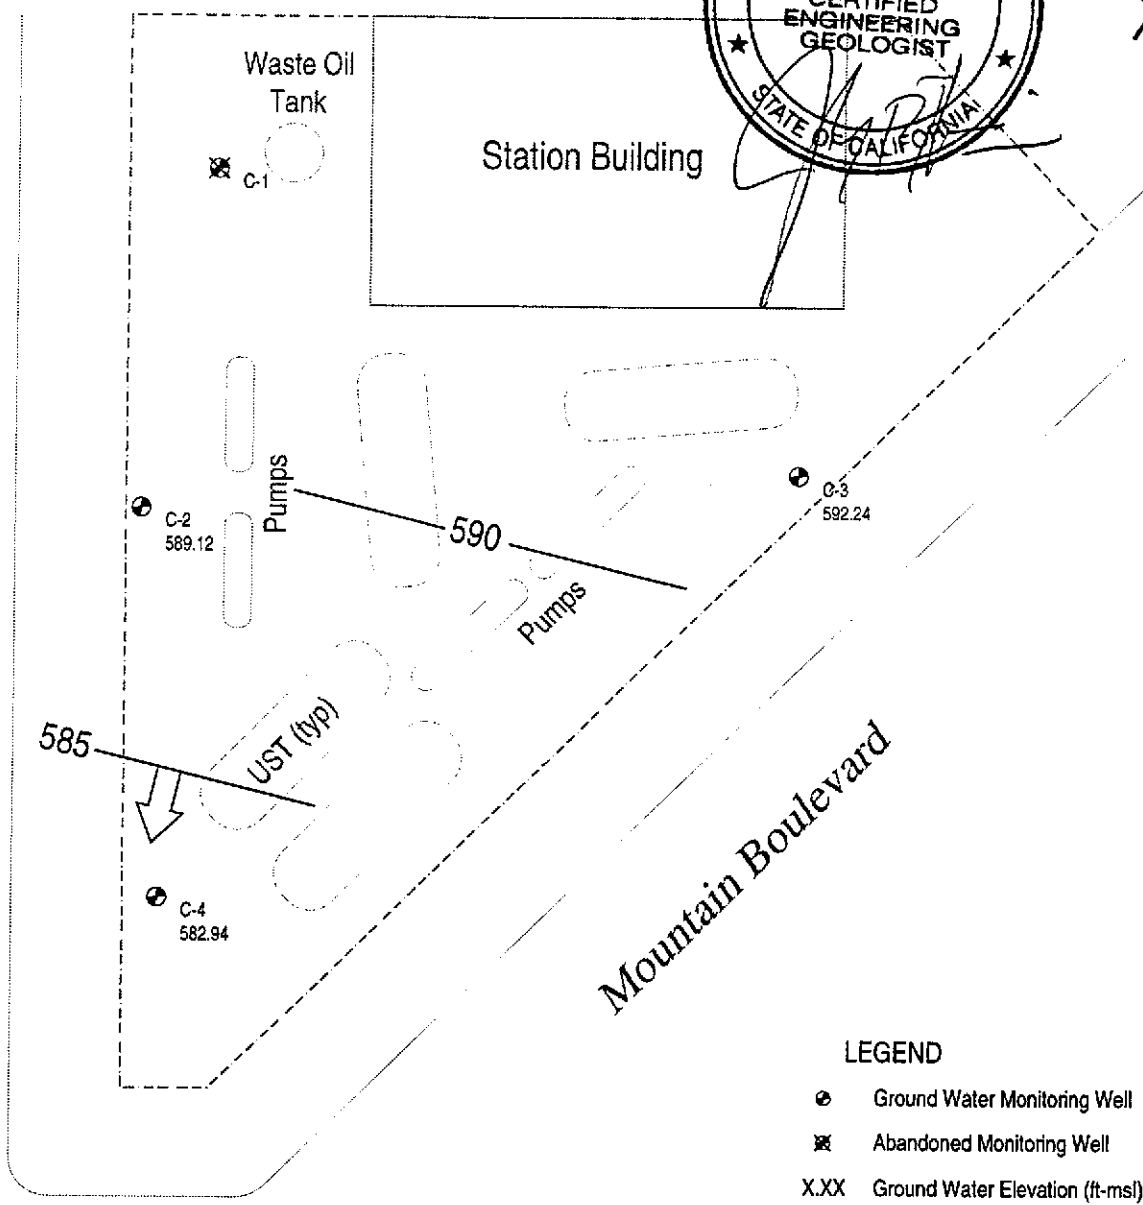 CERTIFIED
ENGINEERING
GEOLOGIST
STATE OF CALIFORNIA
Waste Oil
Tank
C-1
Station Building
Pumps
C-2
589.12
C-3
592.24
590
Pumps
585
UST (typ)
C-4
582.94
Mountain Boulevard
LEGEND
Ground Water Monitoring Well
Abandoned Monitoring Well
X.XX Ground Water Elevation (ft-msl)